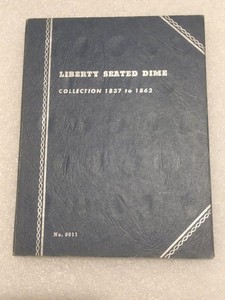 LIBERTY SEATED DIME
COLLECTION 1837 to 1862
No. 9011